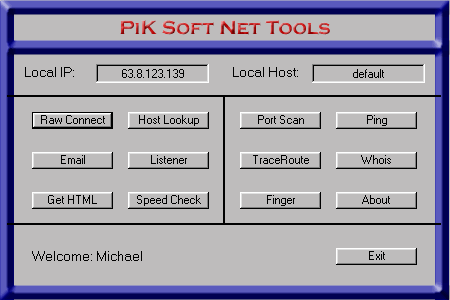 PiK Soft Net Tools
Local IP: 63.8.123.139 Local Host: default
Raw Connect Host Lookup Port Scan Ping
Email Listener TraceRoute Whois
Get HTML Speed Check Finger About
Welcome: Michael Exit